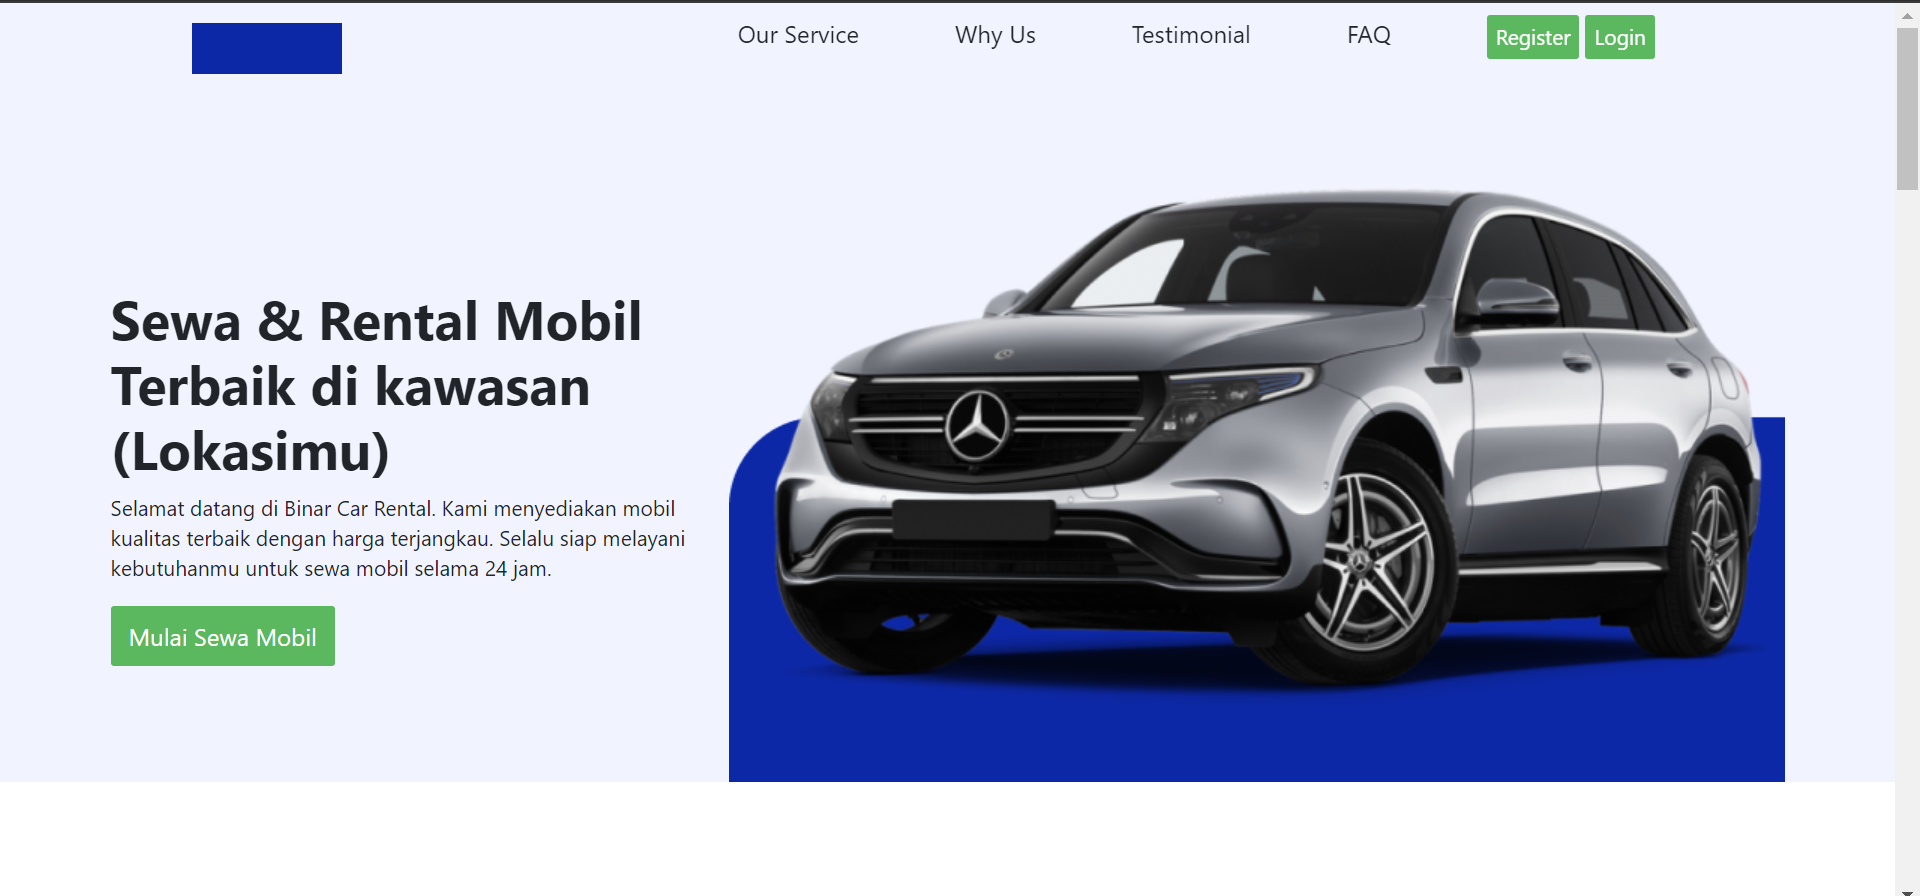 Our Service
Why Us
Testimonial
FAQ
Register
Login
Sewa & Rental Mobil
Terbaik di kawasan
(Lokasimu)
Selamat datang di Binar Car Rental. Kami menyediakan mobil
kualitas terbaik dengan harga terjangkau. Selalu siap melayani
kebutuhanmu untuk sewa mobil selama 24 jam.
Mulai Sewa Mobil